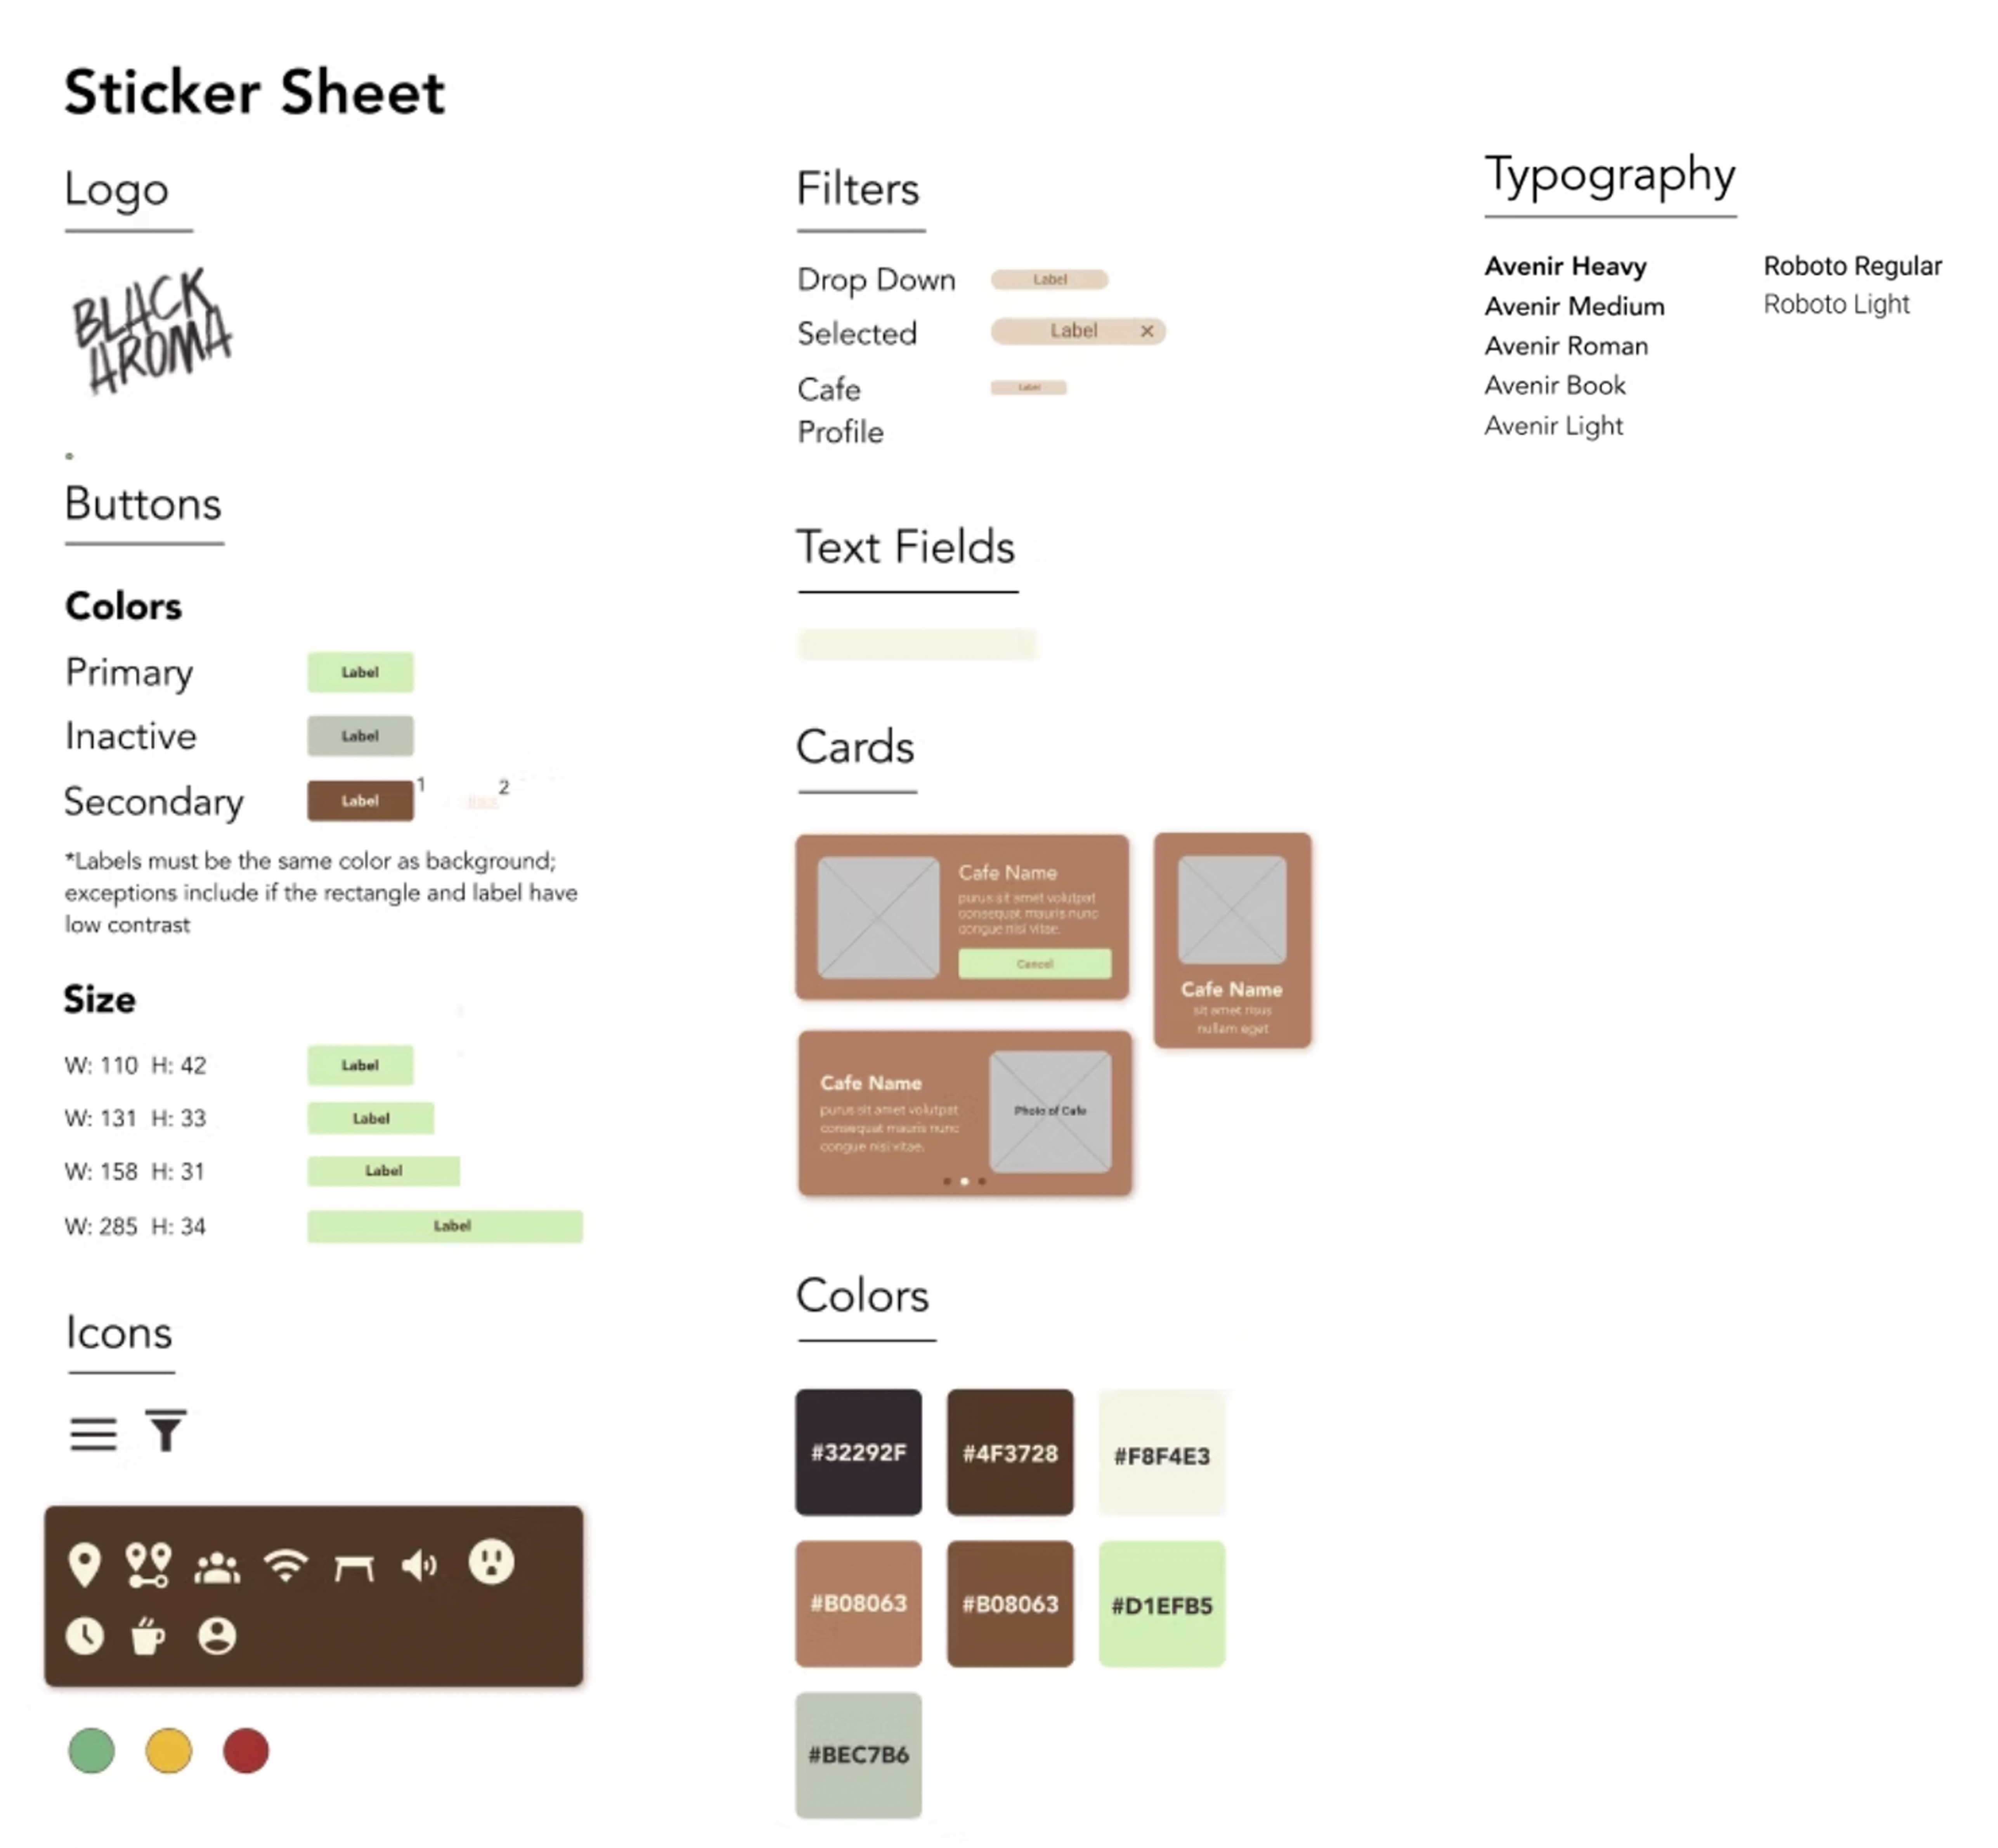 Sticker Sheet
Logo
BLACK
AROMA
Buttons
Colors
Primary
Label
Inactive
Label
Secondary
Label
1
2
*Labels must be the same color as background;
exceptions include if the rectangle and label have
low contrast
Size
W: 110 H: 42
Label
W: 131 H: 33
Label
W: 158 H: 31
Label
W: 285 H: 34
Label
Icons
Filters
Drop Down
Label
Selected
Label ×
Cafe
Profile
Label
Text Fields
Cards
Cafe Name
purus sit amet volutpat
consequat mauris nunc
congue nisi vitae.
Cancel
Cafe Name
sit amet risus
nullam eget
Cafe Name
purus sit amet volutpat
consequat mauris nunc
congue nisi vitae.
Photo of Cafe
Colors
#32292F
#4F3728
#F8F4E3
#B08063
#B08063
#D1EFB5
#BEC7B6
Typography
Avenir Heavy
Avenir Medium
Avenir Roman
Avenir Book
Avenir Light
Roboto Regular
Roboto Light